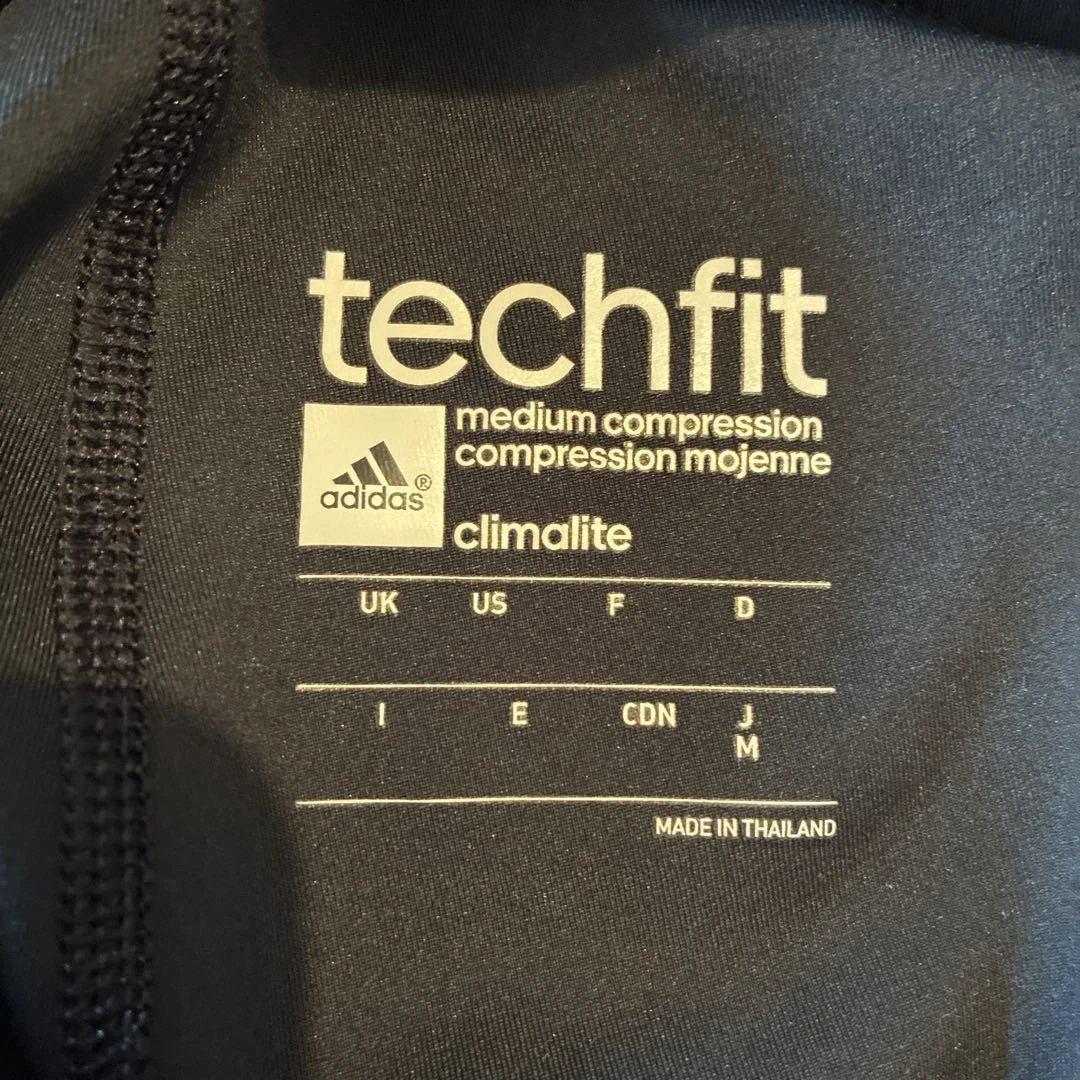 techfit
medium compression
compression mojenne
adidas®
climalite
UK US F D
I E CDN J
M
MADE IN THAILAND